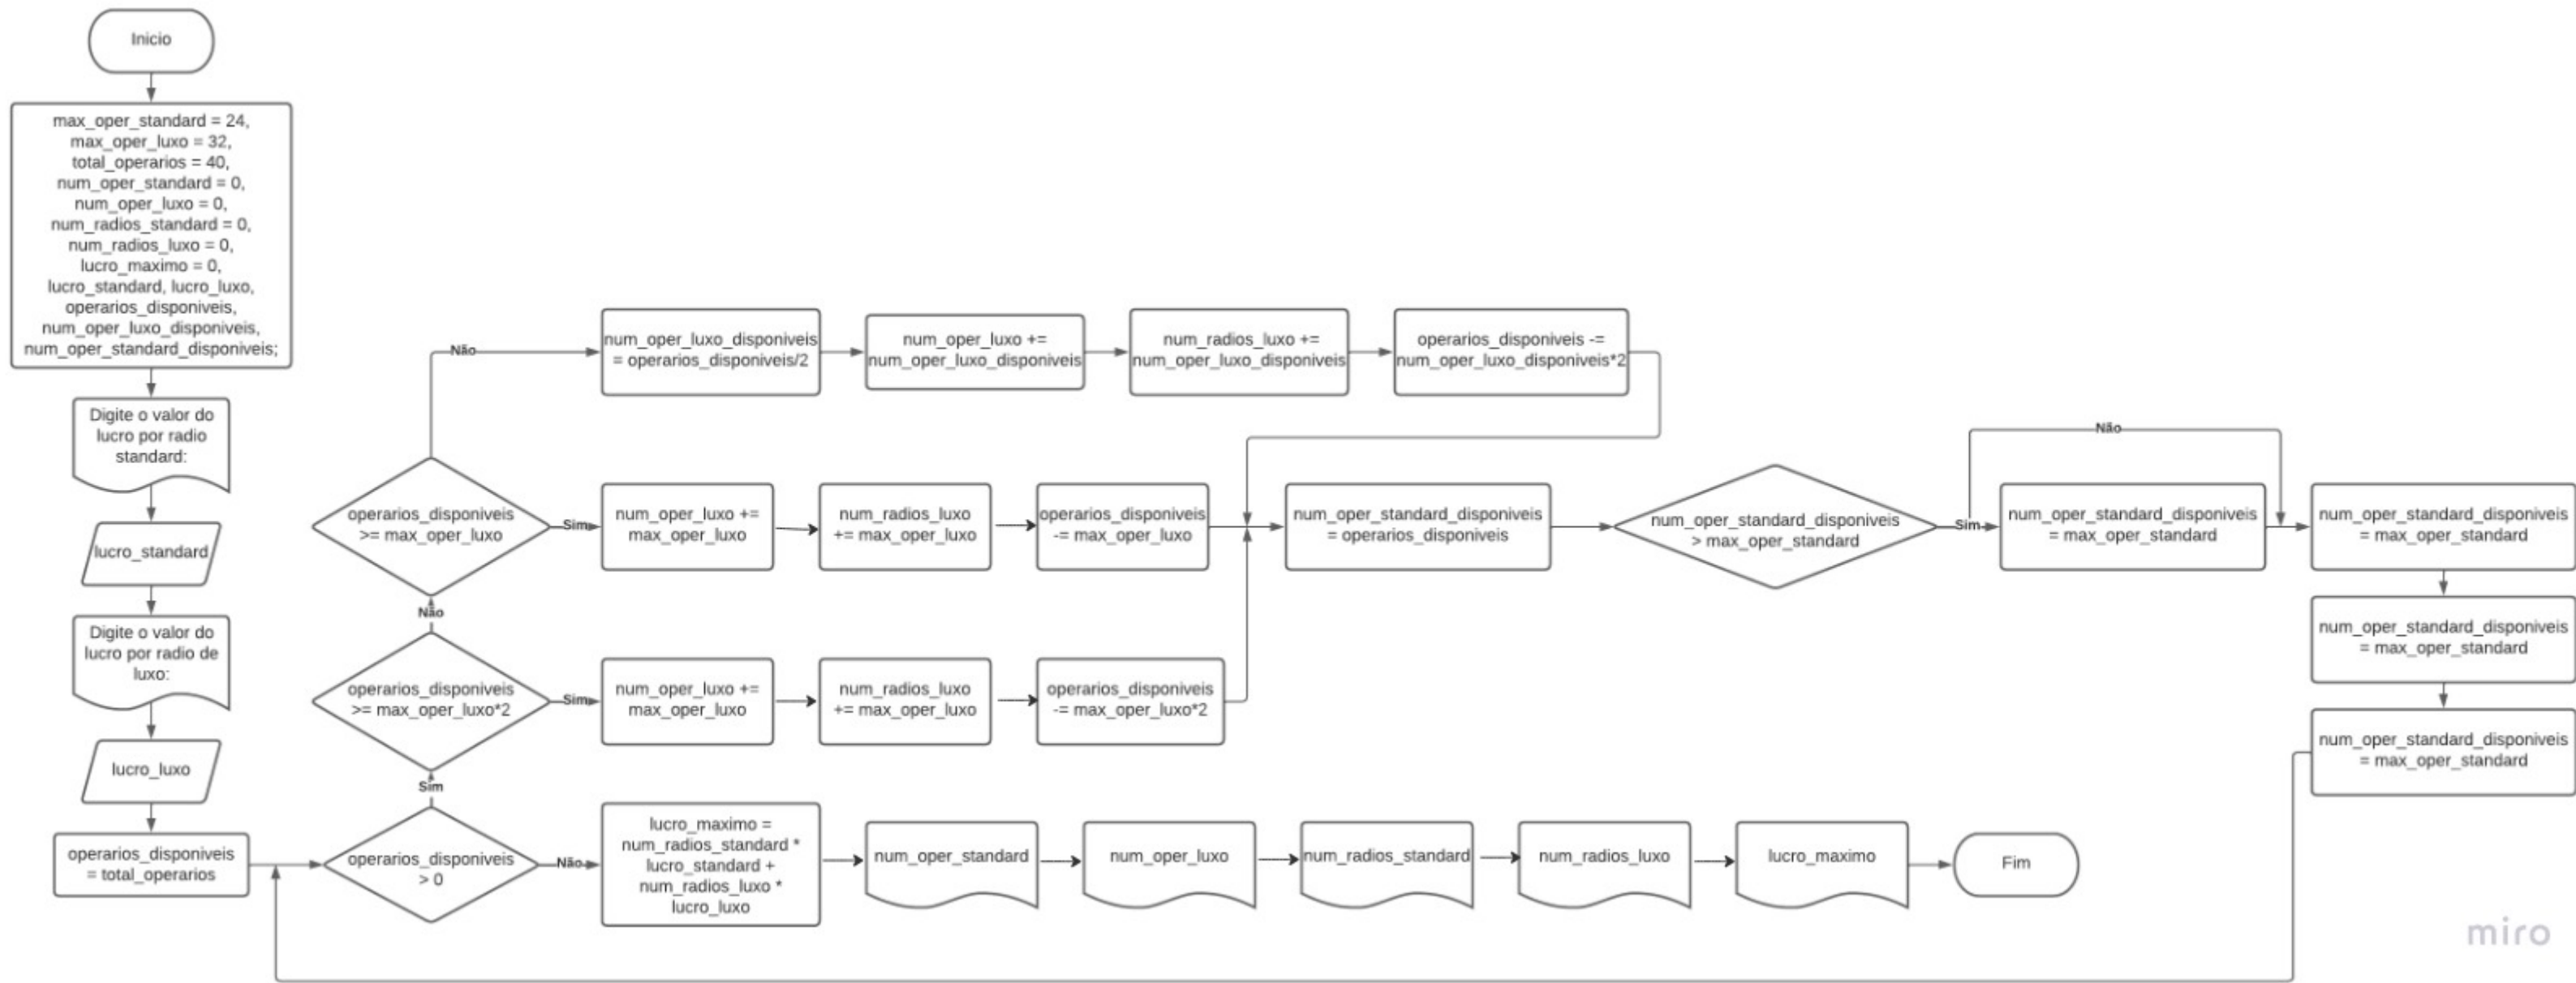 Inicio
max_oper_standard = 24,
max_oper_luxo = 32,
total_operarios = 40,
num_oper_standard = 0,
num_oper_luxo = 0,
num_radios_standard = 0,
num_radios_luxo = 0,
lucro_maximo = 0,
lucro_standard, lucro_luxo,
operarios_disponiveis,
num_oper_luxo_disponiveis,
num_oper_standard_disponiveis;
Digite o valor do
lucro por radio
standard:
lucro_standard
Digite o valor do
lucro por radio de
luxo:
lucro_luxo
operarios_disponiveis
= total_operarios
operarios_disponiveis
> 0
Sim
operarios_disponiveis
>= max_oper_luxo*2
Não
operarios_disponiveis
>= max_oper_luxo
Não
num_oper_luxo_disponiveis
= operarios_disponiveis/2
num_oper_luxo +=
num_oper_luxo_disponiveis
num_radios_luxo +=
num_oper_luxo_disponiveis
operarios_disponiveis -=
num_oper_luxo_disponiveis*2
Sim
num_oper_luxo +=
max_oper_luxo
num_radios_luxo
+= max_oper_luxo
operarios_disponiveis
-= max_oper_luxo
num_oper_standard_disponiveis
= operarios_disponiveis
num_oper_standard_disponiveis
> max_oper_standard
Não
Sim
num_oper_standard_disponiveis
= max_oper_standard
num_oper_standard_disponiveis
= max_oper_standard
num_oper_standard_disponiveis
= max_oper_standard
num_oper_standard_disponiveis
= max_oper_standard
Sim
num_oper_luxo +=
max_oper_luxo
num_radios_luxo
+= max_oper_luxo
operarios_disponiveis
-= max_oper_luxo*2
Não
lucro_maximo =
num_radios_standard *
lucro_standard +
num_radios_luxo *
lucro_luxo
num_oper_standard
num_oper_luxo
num_radios_standard
num_radios_luxo
lucro_maximo
Fim
miro